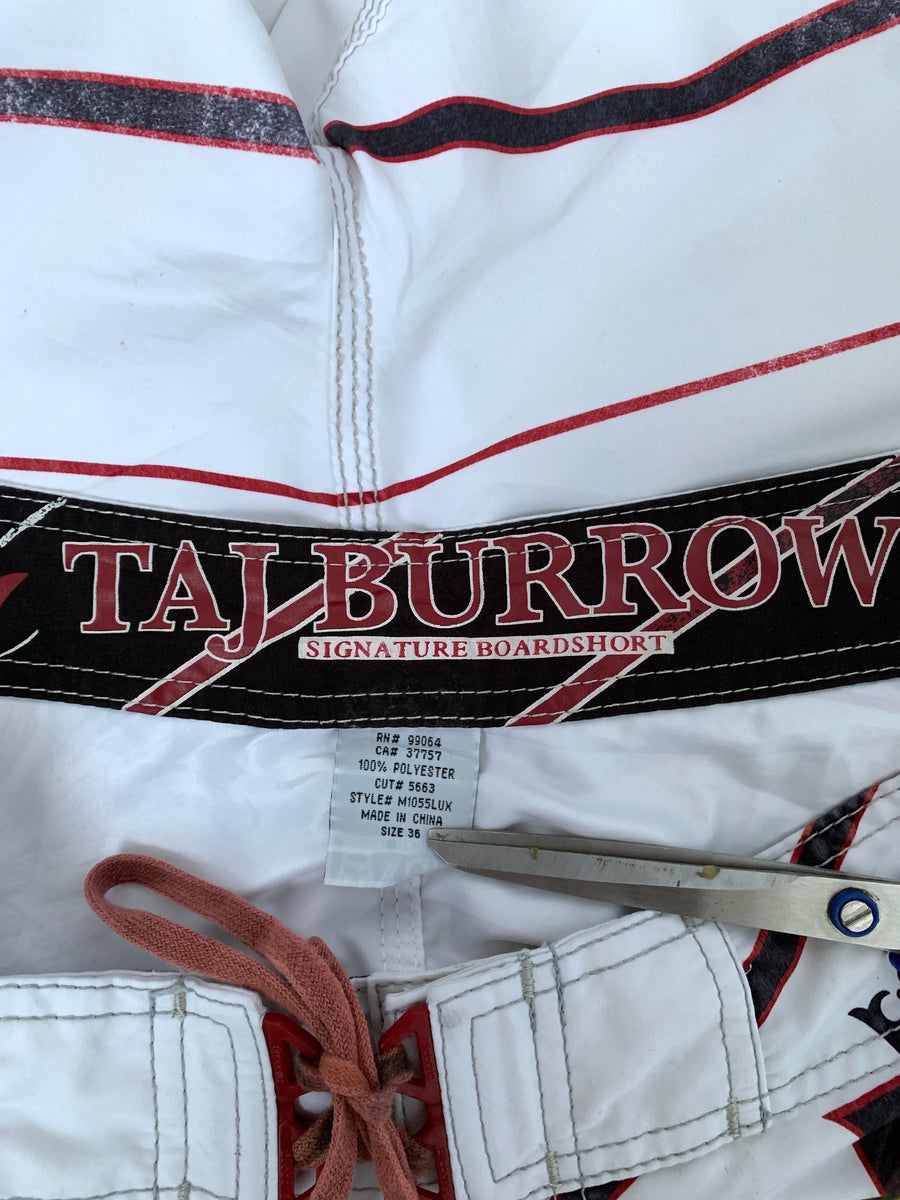 TAJ BURROW
SIGNATURE BOARDSHORT
RN# 99064
CA# 37757
100% POLYESTER
CUT# 5663
STYLE# M1055LUX
MADE IN CHINA
SIZE 36